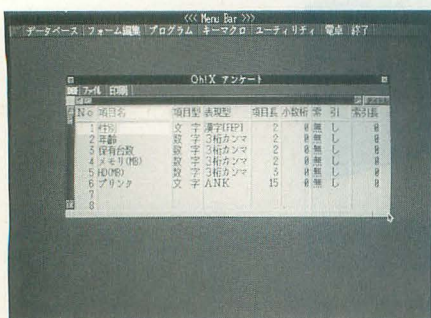 <<< Menu Bar >>>
データベース フォーム編集 プログラム キーマクロ ユーティリティ 電卓 終了
Oh!X アンケート
ファイル 印刷
No 項目名 項目型 表現型 項目長 小数桁 索引 索引長
1 性別 文字 漢字(FEP) 2 0 無し 0
2 年齢 数字 3桁カンマ 2 0 無し 0
3 保有台数 数字 3桁カンマ 2 0 無し 0
4 メモリ(MB) 数字 3桁カンマ 2 0 無し 0
5 HD(MB) 数字 3桁カンマ 3 0 無し 0
6 プリンタ 文字 ANK 15 0 無し 0
7
8